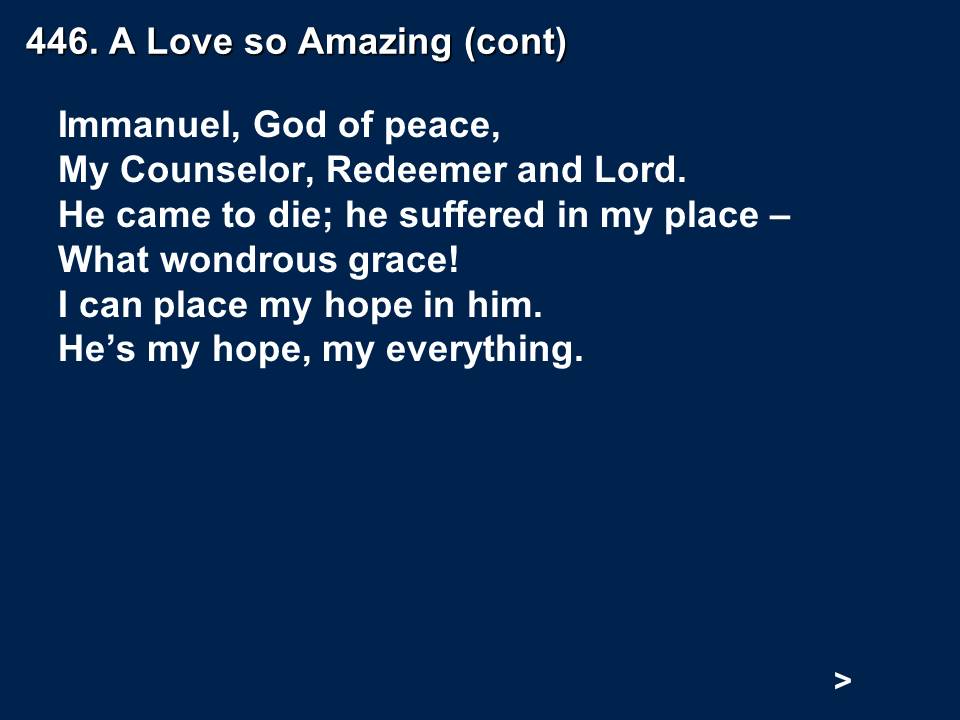 446. A Love so Amazing (cont)
Immanuel, God of peace,
My Counselor, Redeemer and Lord.
He came to die; he suffered in my place –
What wondrous grace!
I can place my hope in him.
He’s my hope, my everything.
>